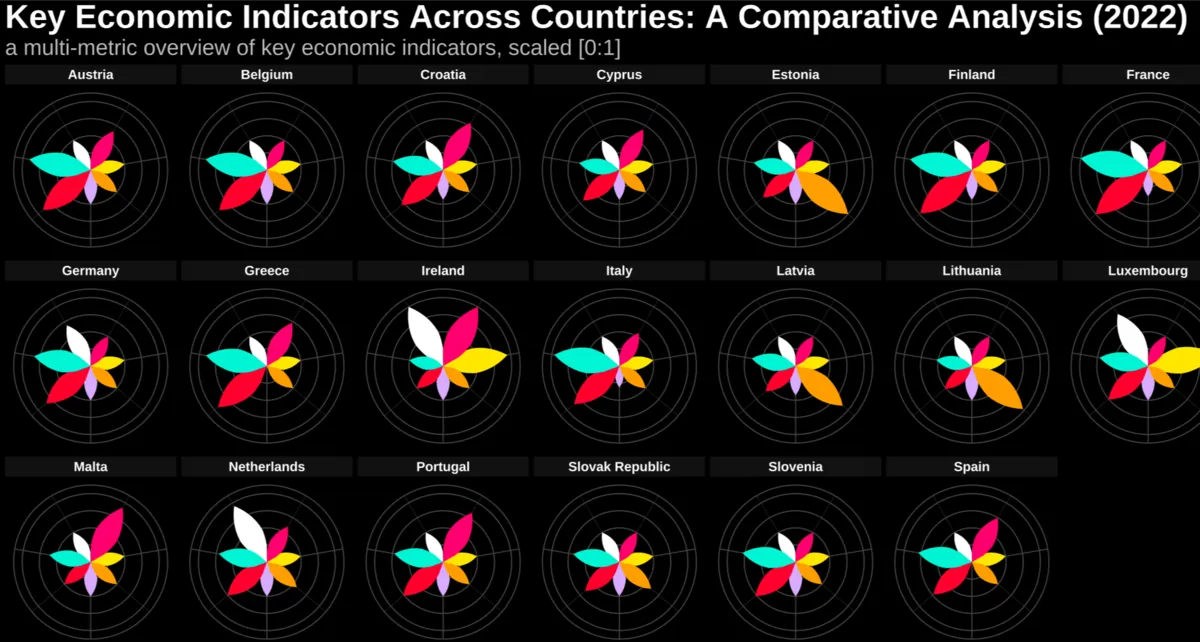 Key Economic Indicators Across Countries: A Comparative Analysis (2022)
a multi-metric overview of key economic indicators, scaled [0:1]
Austria
Belgium
Croatia
Cyprus
Estonia
Finland
France
Germany
Greece
Ireland
Italy
Latvia
Lithuania
Luxembourg
Malta
Netherlands
Portugal
Slovak Republic
Slovenia
Spain